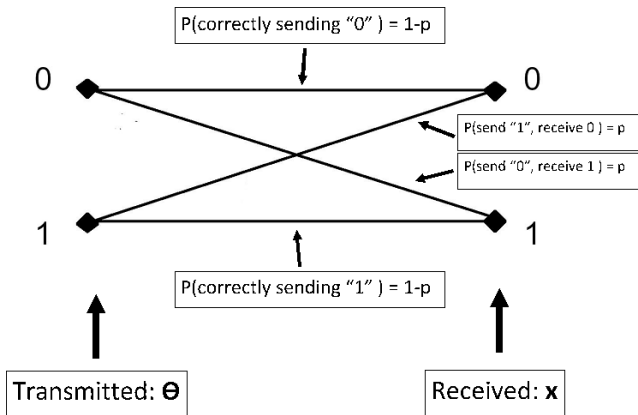 P(correctly sending “0” ) = 1-p
0
0
P(send “1”, receive 0 ) = p
P(send “0”, receive 1 ) = p
1
1
P(correctly sending “1” ) = 1-p
Transmitted: ϴ
Received: x